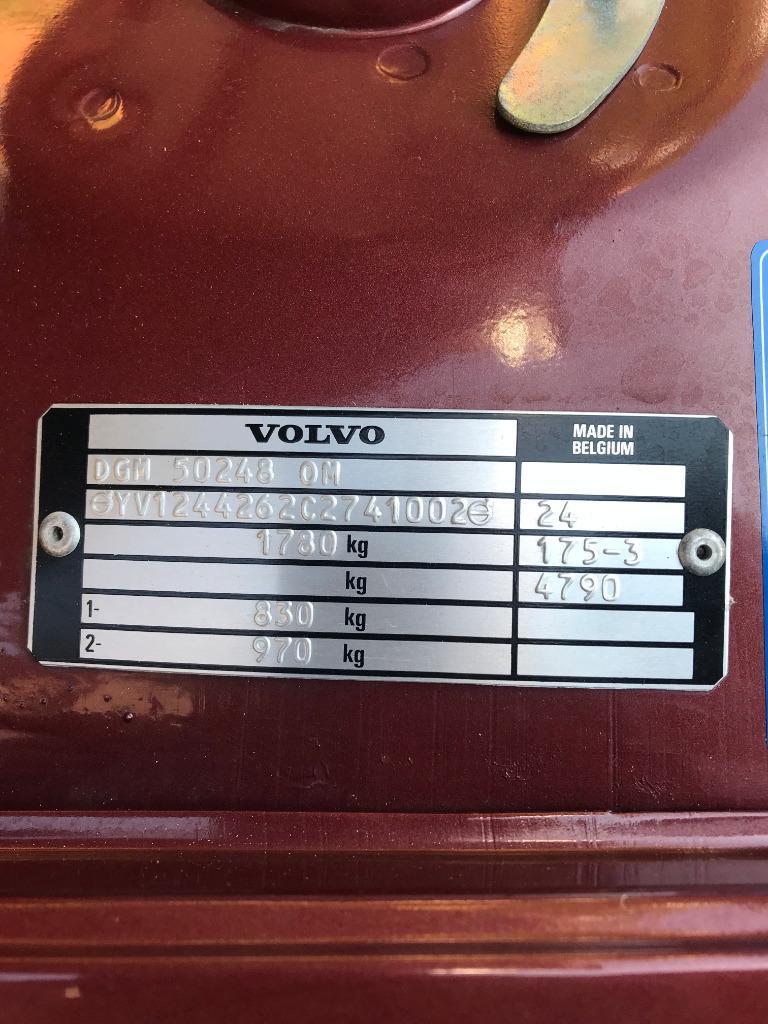 VOLVO
MADE IN
BELGIUM
DGM 50248 OM
YV1244262C2741002 24
1780 kg 175-3
kg 4790
1- 830 kg
2- 970 kg